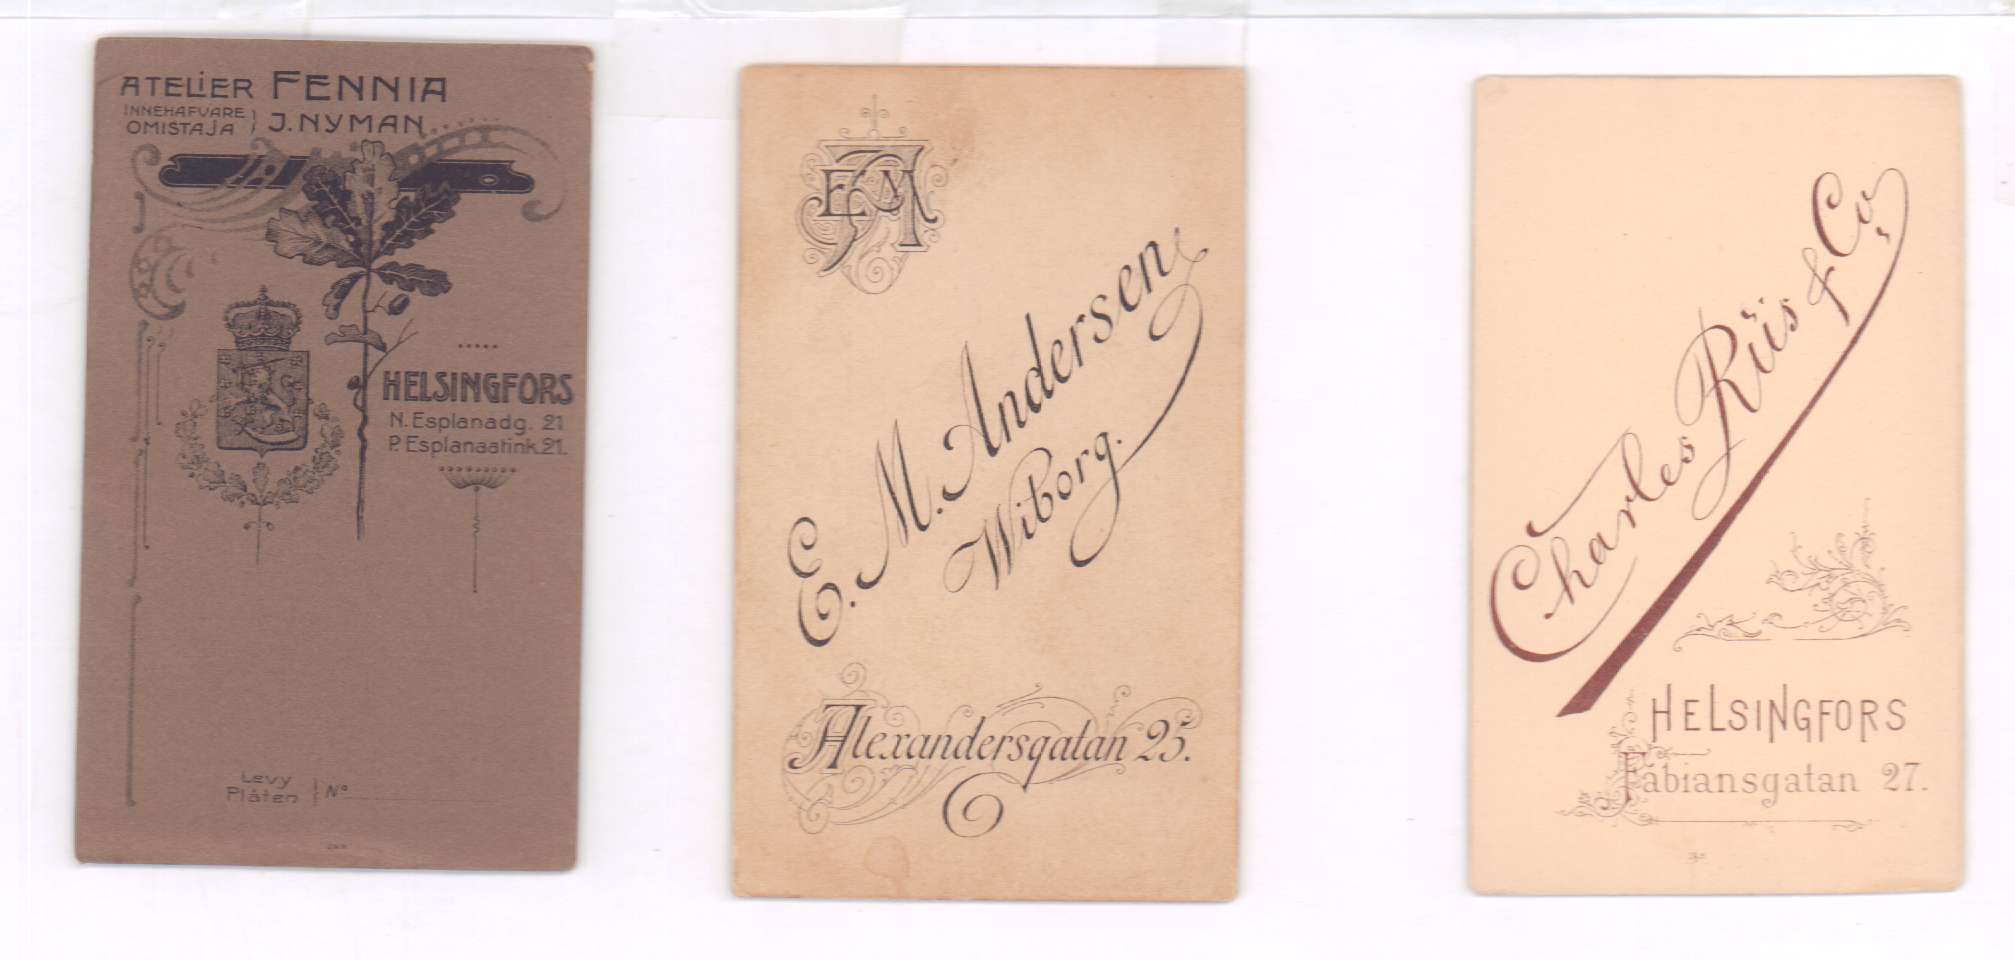 ATELIER FENNIA
INNEHAFVARE
OMISTAJA } J. NYMAN
HELSINGFORS
N. Esplanadg. 21
P. Esplanaatink. 21.
Levy
Plåten } Nº
EMA
E. M. Andersen
Wiborg.
Alexandersgatan 25.
Charles Riis & Co
HELSINGFORS
Fabiansgatan 27.